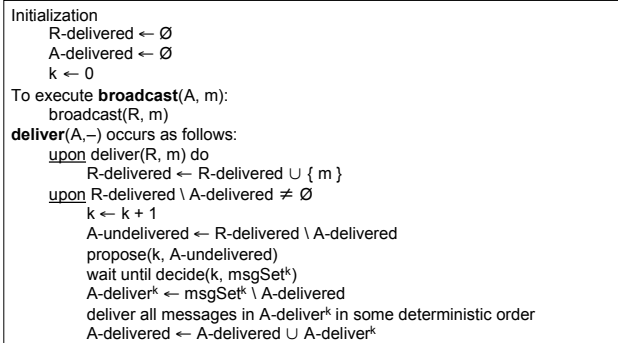 Initialization
R-delivered ← Ø
A-delivered ← Ø
k ← 0
To execute broadcast(A, m):
broadcast(R, m)
deliver(A,–) occurs as follows:
upon deliver(R, m) do
R-delivered ← R-delivered ∪ { m }
upon R-delivered \ A-delivered ≠ Ø
k ← k + 1
A-undelivered ← R-delivered \ A-delivered
propose(k, A-undelivered)
wait until decide(k, msgSetᵏ)
A-deliverᵏ ← msgSetᵏ \ A-delivered
deliver all messages in A-deliverᵏ in some deterministic order
A-delivered ← A-delivered ∪ A-deliverᵏ